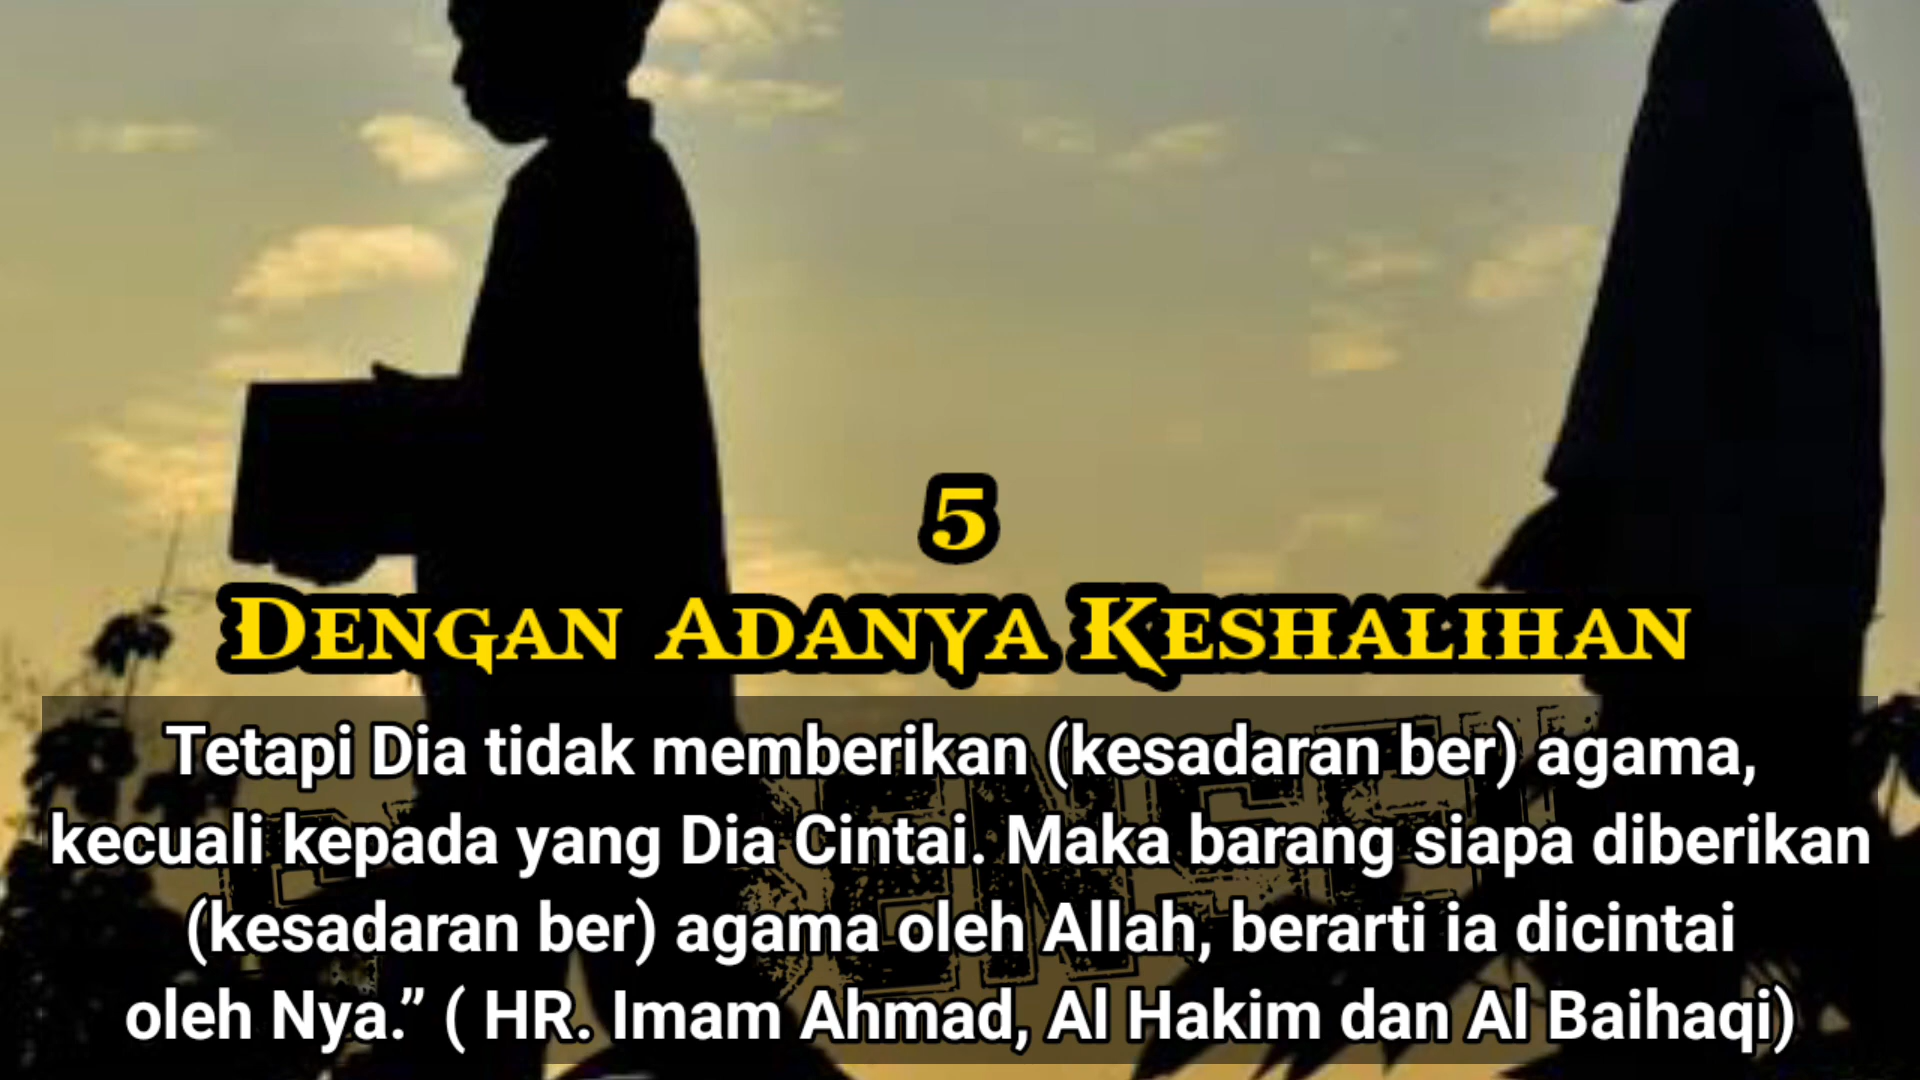 5
Dengan Adanya Keshalihan
Tetapi Dia tidak memberikan (kesadaran ber) agama,
kecuali kepada yang Dia Cintai. Maka barang siapa diberikan
(kesadaran ber) agama oleh Allah, berarti ia dicintai
oleh Nya.” ( HR. Imam Ahmad, Al Hakim dan Al Baihaqi)